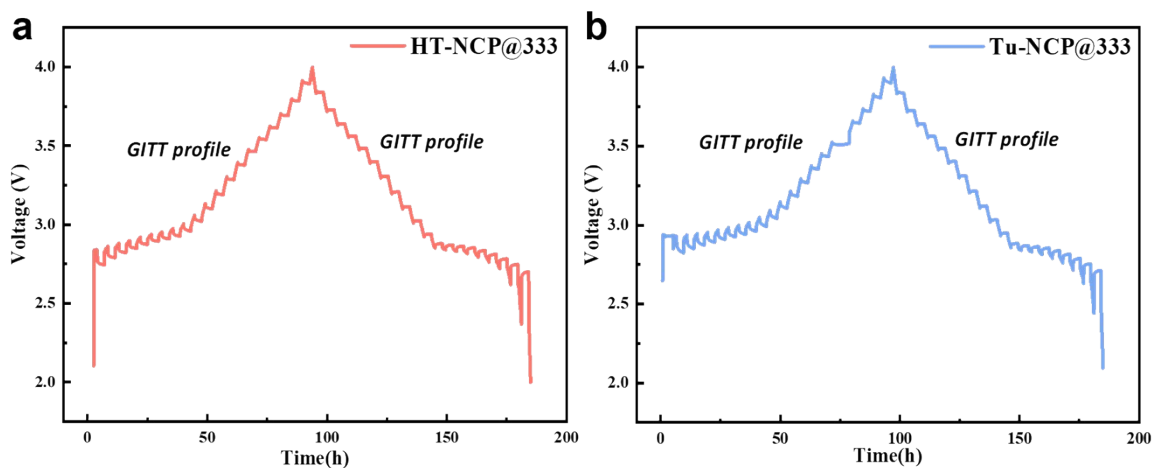 a
HT-NCP@333
GITT profile
GITT profile
Voltage (V)
4.0
3.5
3.0
2.5
2.0
0
50
100
150
200
Time(h)
b
Tu-NCP@333
GITT profile
GITT profile
Voltage (V)
4.0
3.5
3.0
2.5
2.0
0
50
100
150
200
Time(h)